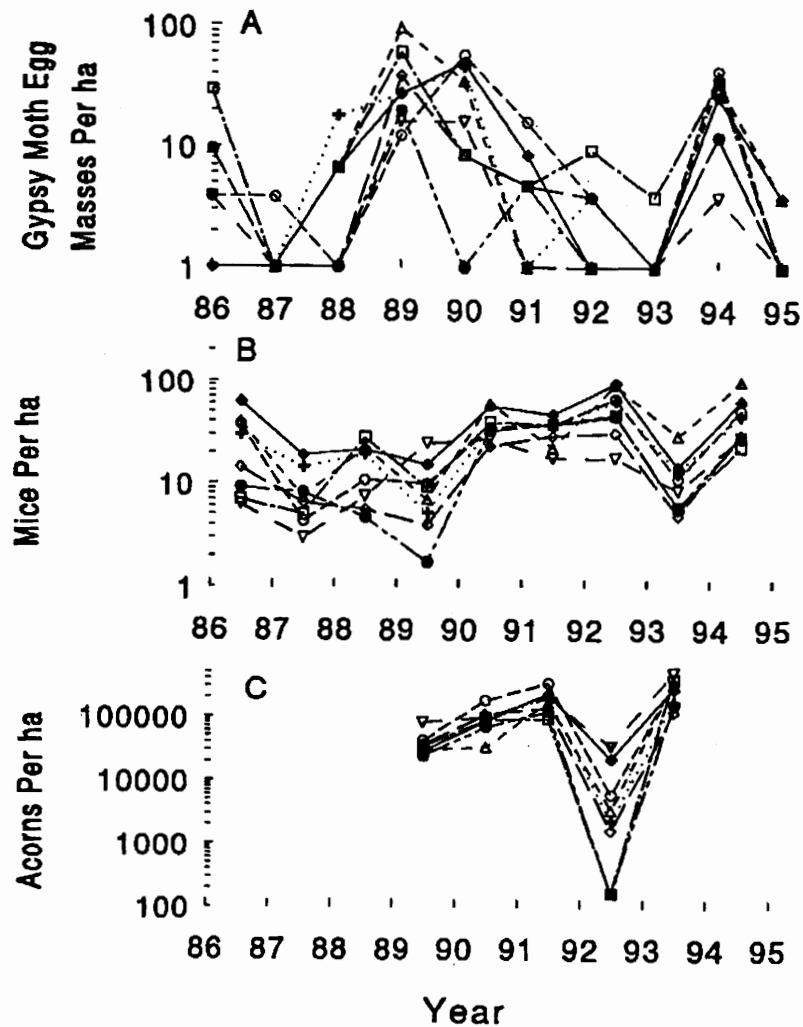 A
Gypsy Moth Egg
Masses Per ha
100
10
1
86 87 88 89 90 91 92 93 94 95
B
Mice Per ha
100
10
1
86 87 88 89 90 91 92 93 94 95
C
Acorns Per ha
100000
10000
1000
100
86 87 88 89 90 91 92 93 94 95
Year